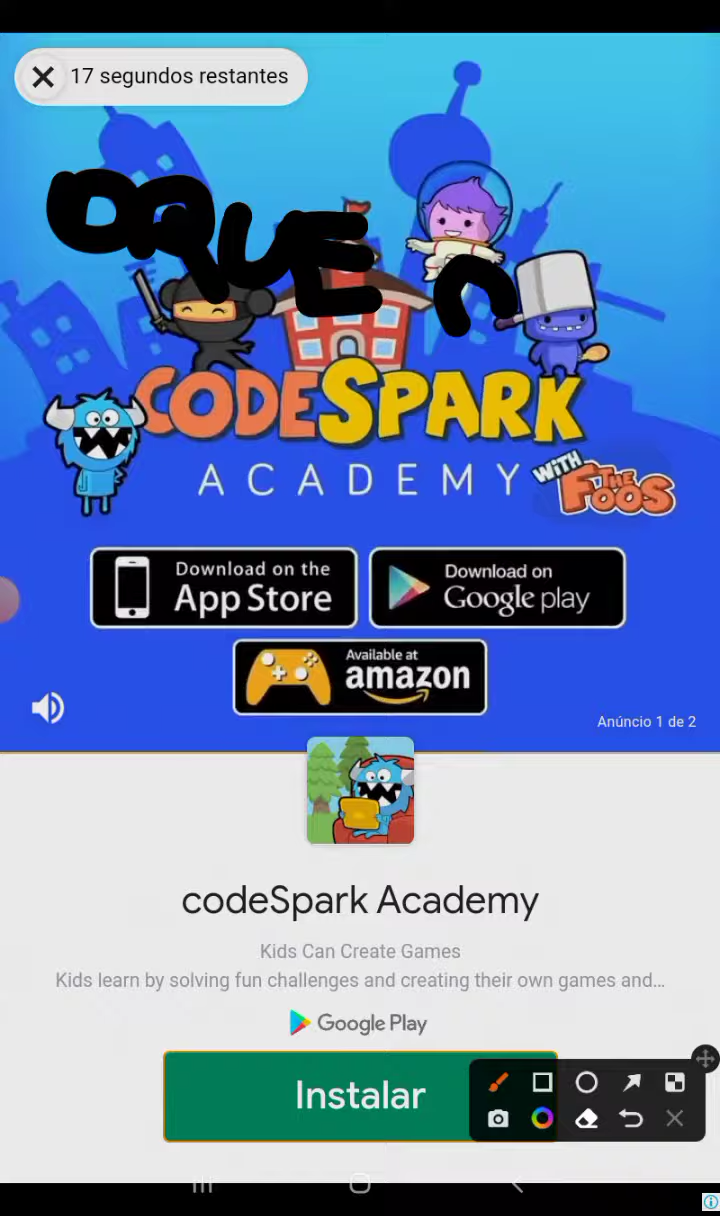 17 segundos restantes
CODESPARK
ACADEMY WITH THE FOOS
Download on the
App Store
Download on
Google play
Available at
amazon
Anúncio 1 de 2
codeSpark Academy
Kids Can Create Games
Kids learn by solving fun challenges and creating their own games and...
Google Play
Instalar